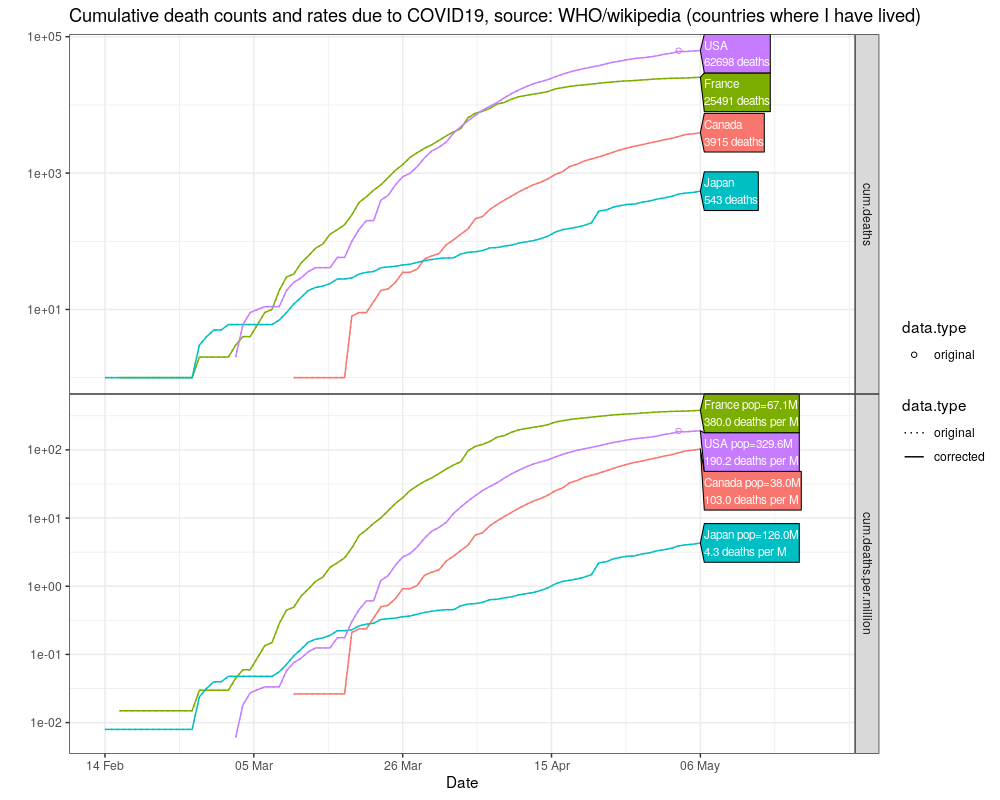 Cumulative death counts and rates due to COVID19, source: WHO/wikipedia (countries where I have lived)
1e+05
1e+03
1e+01
USA
62698 deaths
France
25491 deaths
Canada
3915 deaths
Japan
543 deaths
cum.deaths
1e+02
1e+01
1e+00
1e-01
1e-02
France pop=67.1M
380.0 deaths per M
USA pop=329.6M
190.2 deaths per M
Canada pop=38.0M
103.0 deaths per M
Japan pop=126.0M
4.3 deaths per M
cum.deaths.per.million
14 Feb
05 Mar
26 Mar
15 Apr
06 May
Date
data.type
original
data.type
original
corrected